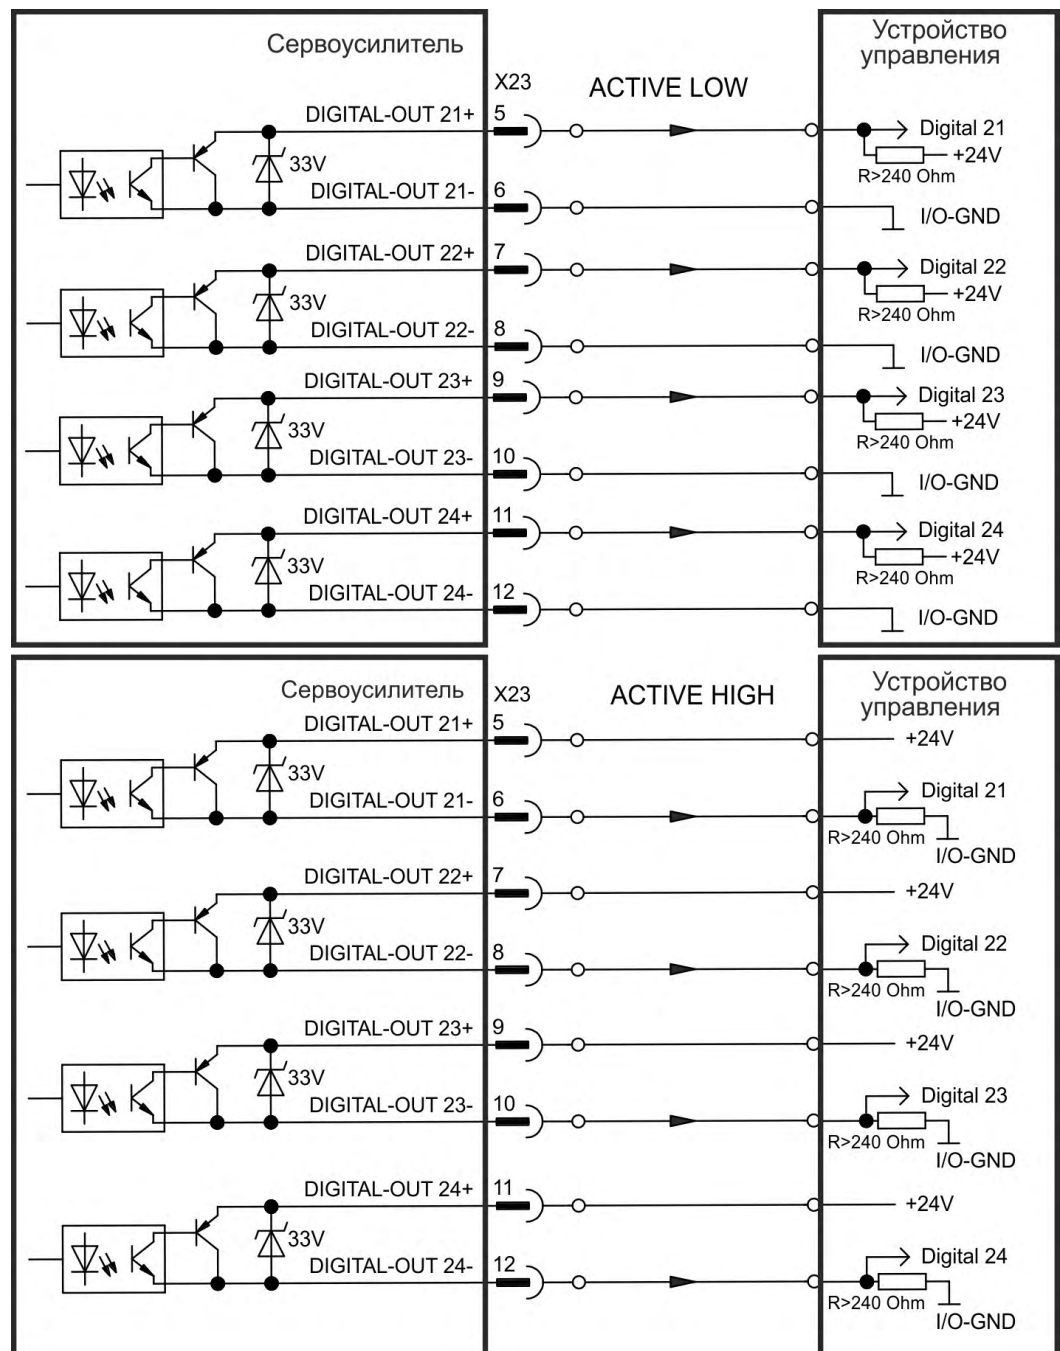 Сервоусилитель
Устройство
управления
X23
ACTIVE LOW
DIGITAL-OUT 21+
5
Digital 21
33V
+24V
R>240 Ohm
DIGITAL-OUT 21-
6
I/O-GND
DIGITAL-OUT 22+
7
Digital 22
33V
+24V
R>240 Ohm
DIGITAL-OUT 22-
8
I/O-GND
DIGITAL-OUT 23+
9
Digital 23
33V
+24V
R>240 Ohm
DIGITAL-OUT 23-
10
I/O-GND
DIGITAL-OUT 24+
11
Digital 24
33V
+24V
R>240 Ohm
DIGITAL-OUT 24-
12
I/O-GND
Сервоусилитель
Устройство
управления
X23
ACTIVE HIGH
DIGITAL-OUT 21+
5
+24V
33V
DIGITAL-OUT 21-
6
Digital 21
R>240 Ohm
I/O-GND
DIGITAL-OUT 22+
7
+24V
33V
DIGITAL-OUT 22-
8
Digital 22
R>240 Ohm
I/O-GND
DIGITAL-OUT 23+
9
+24V
33V
DIGITAL-OUT 23-
10
Digital 23
R>240 Ohm
I/O-GND
DIGITAL-OUT 24+
11
+24V
33V
DIGITAL-OUT 24-
12
Digital 24
R>240 Ohm
I/O-GND